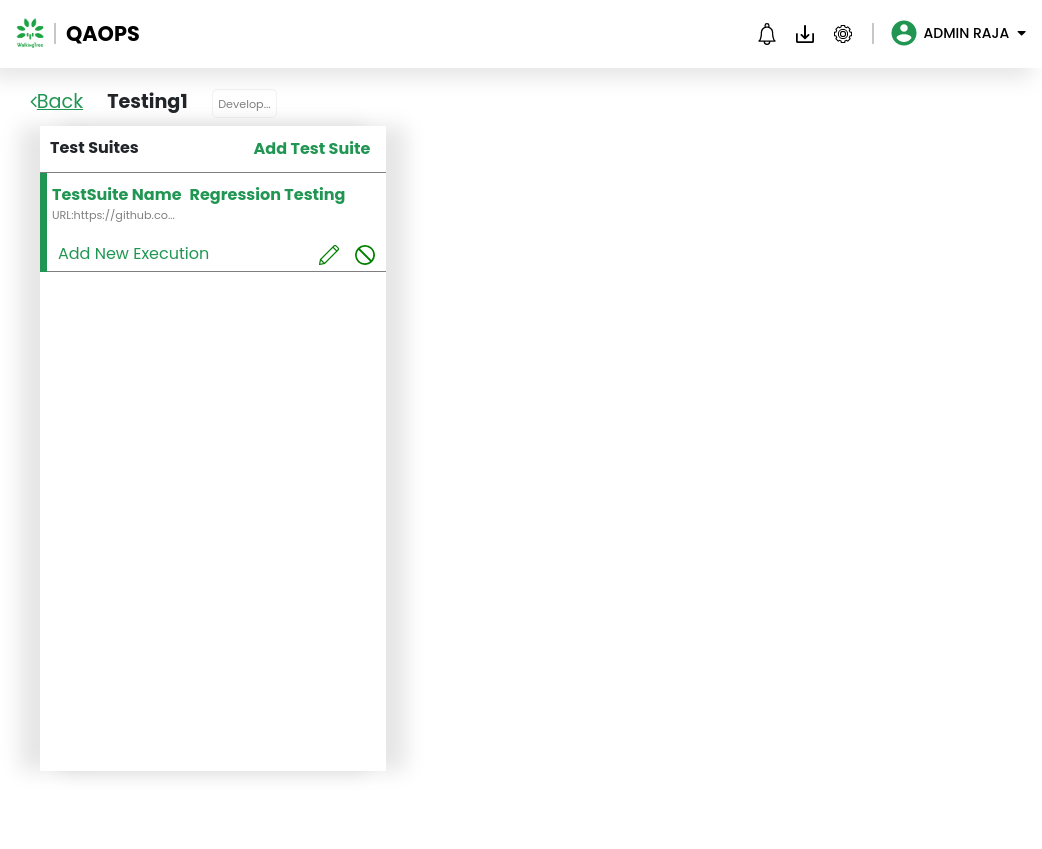 WalkingTree
QAOPS
ADMIN RAJA
Back
Testing1
Develop...
Test Suites
Add Test Suite
TestSuite Name Regression Testing
URL:https://github.co...
Add New Execution